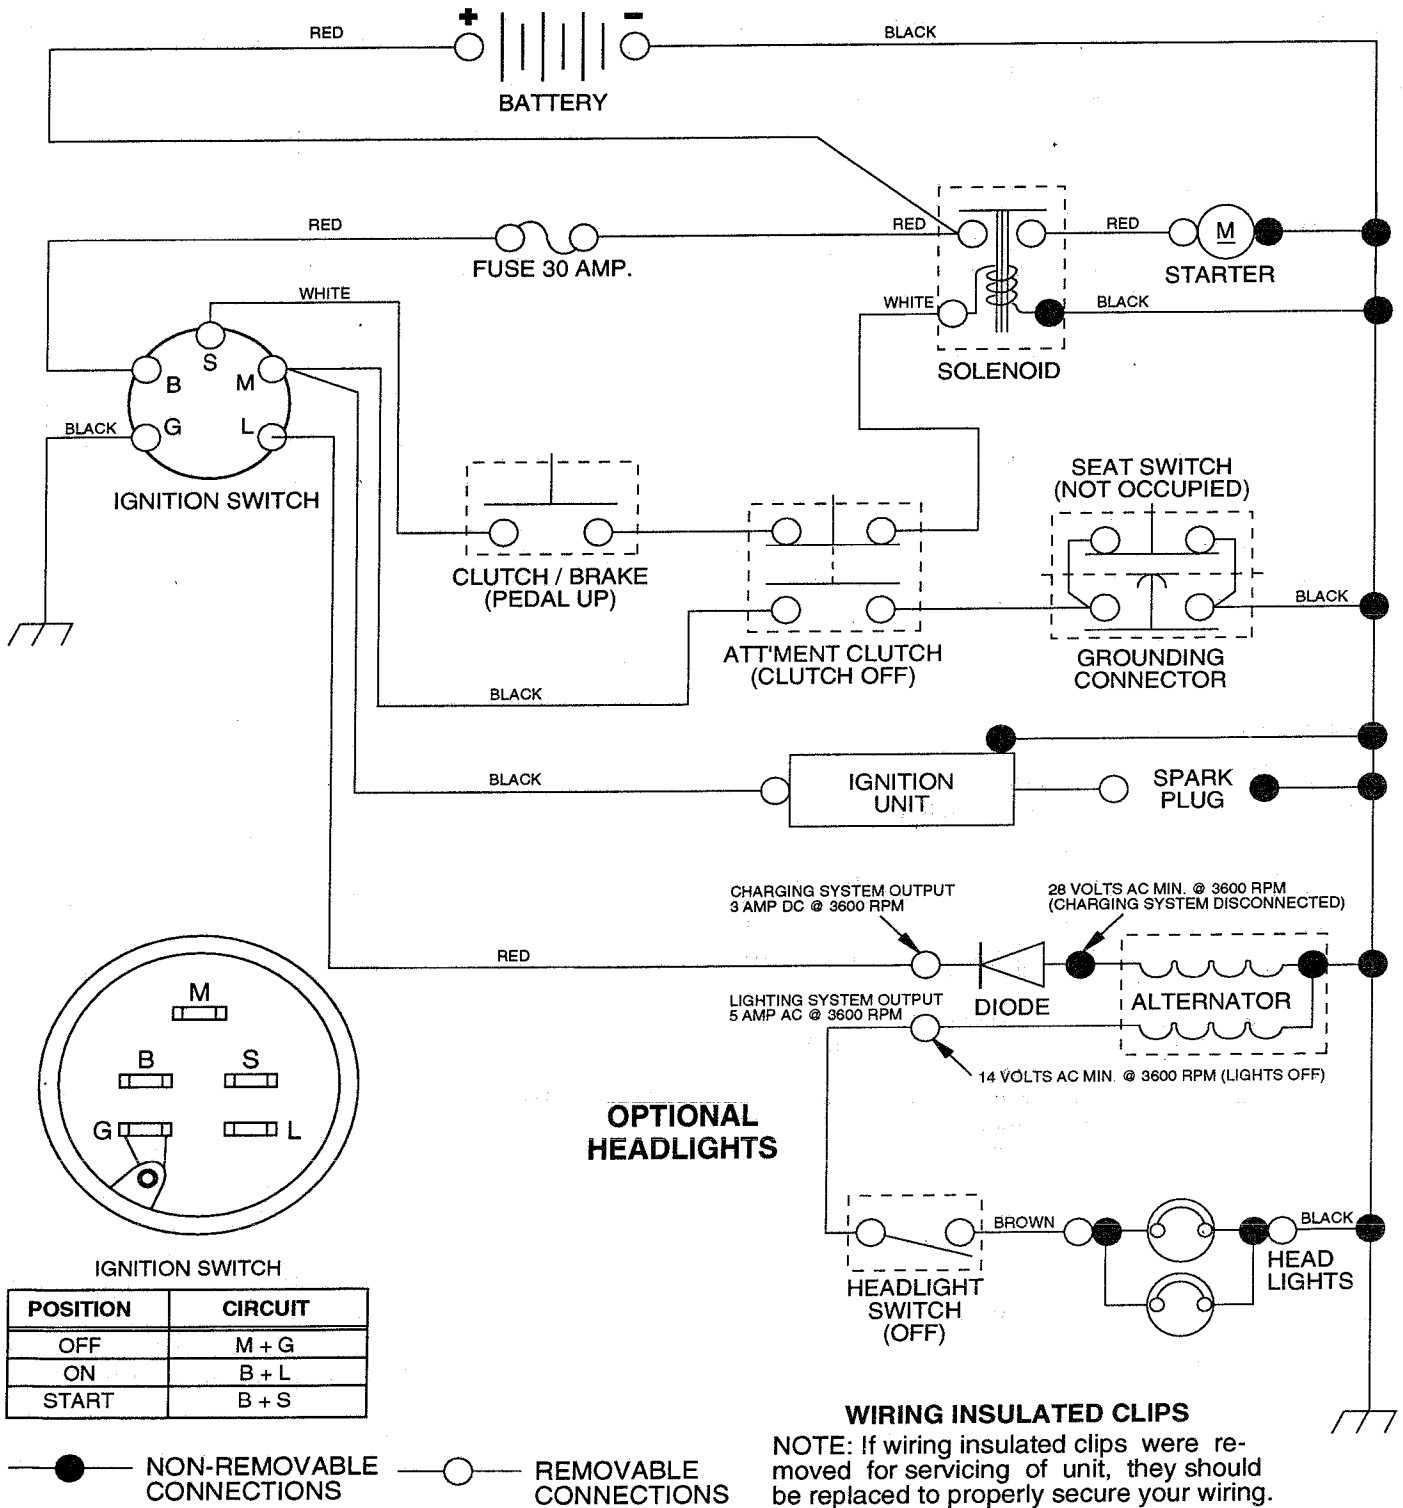 + −
RED
BLACK
BATTERY
RED
RED
RED
M
FUSE 30 AMP.
STARTER
WHITE
WHITE
BLACK
S
B
M
SOLENOID
BLACK
G
L
IGNITION SWITCH
SEAT SWITCH
(NOT OCCUPIED)
CLUTCH / BRAKE
(PEDAL UP)
BLACK
ATT'MENT CLUTCH
(CLUTCH OFF)
GROUNDING
CONNECTOR
BLACK
BLACK
IGNITION
UNIT
SPARK
PLUG
CHARGING SYSTEM OUTPUT
3 AMP DC @ 3600 RPM
28 VOLTS AC MIN. @ 3600 RPM
(CHARGING SYSTEM DISCONNECTED)
RED
DIODE
ALTERNATOR
LIGHTING SYSTEM OUTPUT
5 AMP AC @ 3600 RPM
14 VOLTS AC MIN. @ 3600 RPM (LIGHTS OFF)
M
B
S
G
L
OPTIONAL
HEADLIGHTS
BROWN
BLACK
HEAD
LIGHTS
HEADLIGHT
SWITCH
(OFF)
IGNITION SWITCH
POSITION CIRCUIT
OFF M + G
ON B + L
START B + S
NON-REMOVABLE
CONNECTIONS
REMOVABLE
CONNECTIONS
WIRING INSULATED CLIPS
NOTE: If wiring insulated clips were re-
moved for servicing of unit, they should
be replaced to properly secure your wiring.